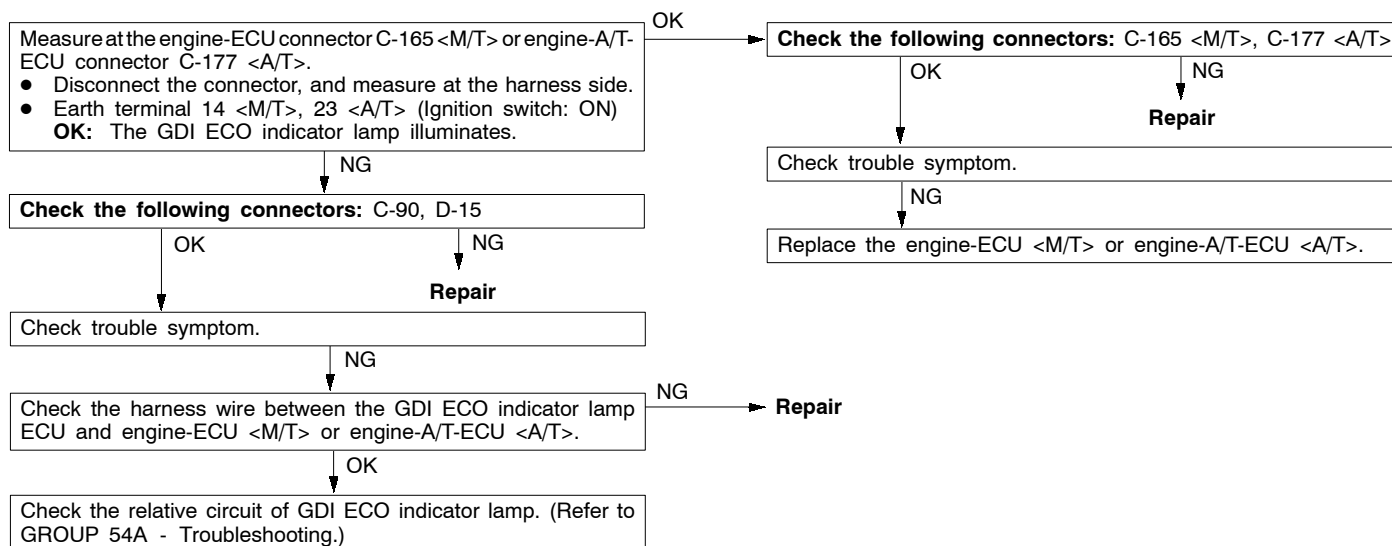 Measure at the engine-ECU connector C-165 <M/T> or engine-A/T-
ECU connector C-177 <A/T>.
● Disconnect the connector, and measure at the harness side.
● Earth terminal 14 <M/T>, 23 <A/T> (Ignition switch: ON)
OK: The GDI ECO indicator lamp illuminates.
NG
Check the following connectors: C-90, D-15
OK
NG
Repair
Check trouble symptom.
NG
Check the harness wire between the GDI ECO indicator lamp
ECU and engine-ECU <M/T> or engine-A/T-ECU <A/T>.
NG
Repair
OK
Check the relative circuit of GDI ECO indicator lamp. (Refer to
GROUP 54A - Troubleshooting.)
OK
Check the following connectors: C-165 <M/T>, C-177 <A/T>
OK
NG
Repair
Check trouble symptom.
NG
Replace the engine-ECU <M/T> or engine-A/T-ECU <A/T>.